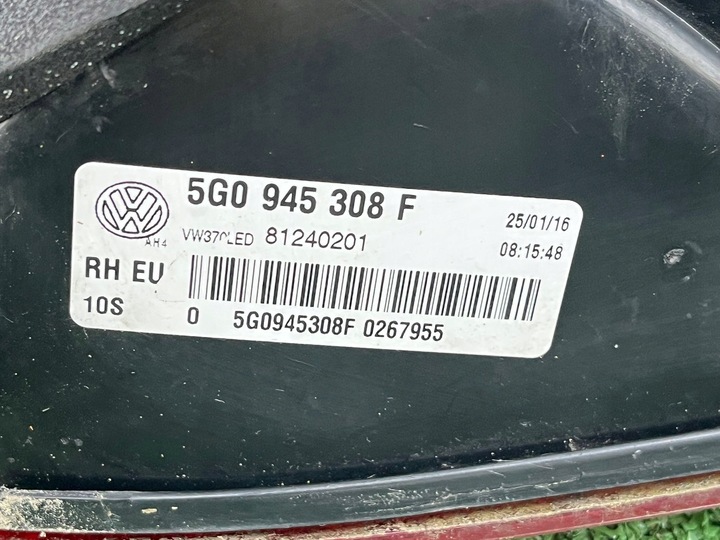 5G0 945 308 F
25/01/16
VW370LED 81240201
08:15:48
AH4
RH EU
10S
0 5G0945308F 0267955